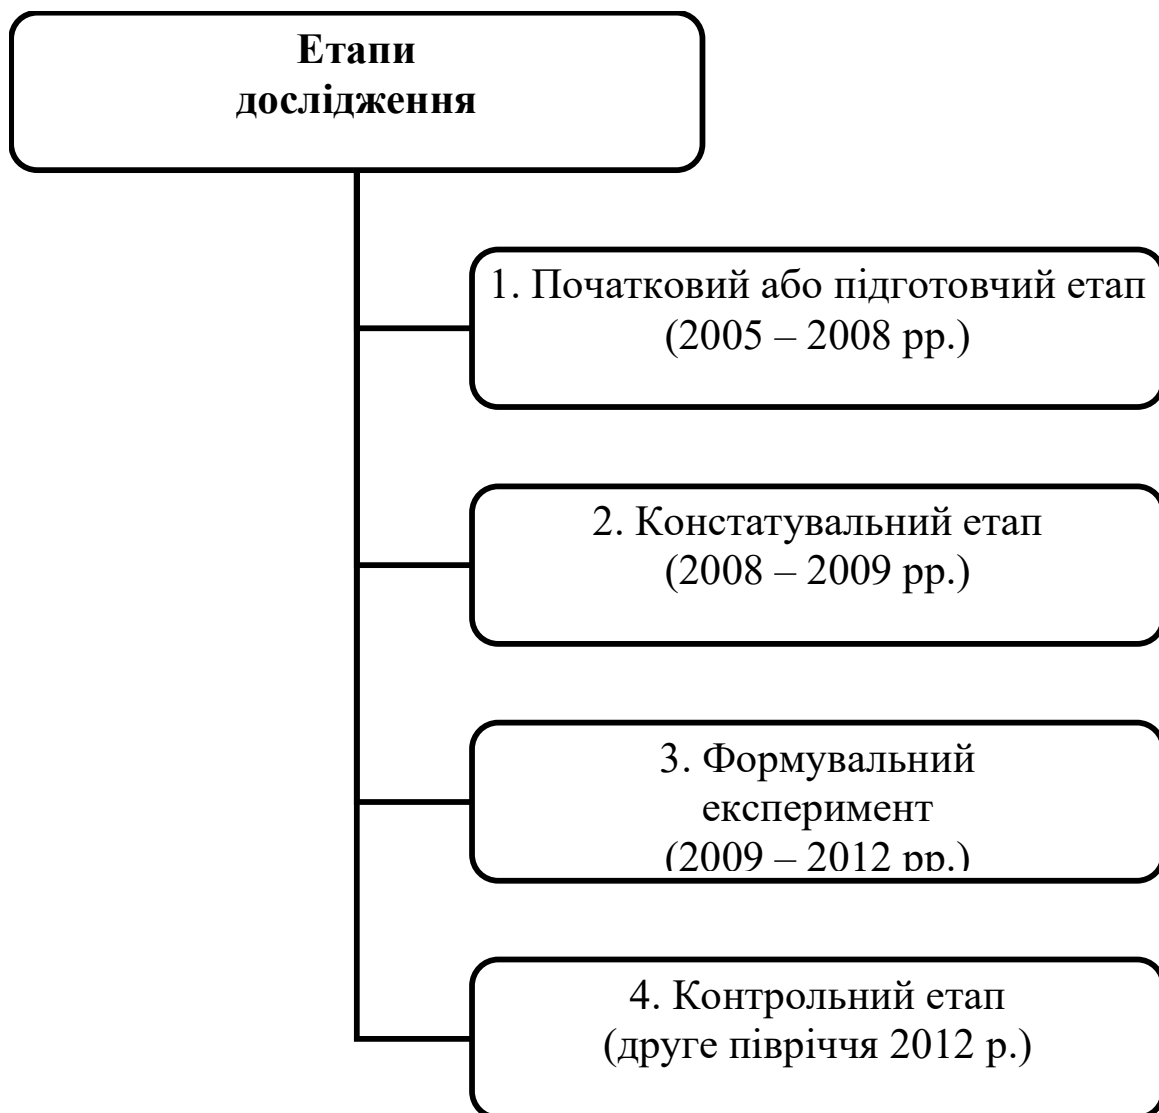 Етапи
дослідження
1. Початковий або підготовчий етап
(2005 – 2008 рр.)
2. Констатувальний етап
(2008 – 2009 рр.)
3. Формувальний
експеримент
(2009 – 2012 рр.)
4. Контрольний етап
(друге півріччя 2012 р.)